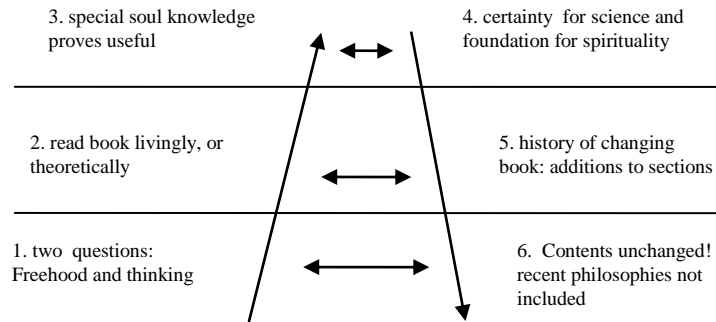 3. special soul knowledge
proves useful
4. certainty for science and
foundation for spirituality
2. read book livingly, or
theoretically
5. history of changing
book: additions to sections
1. two questions:
Freehood and thinking
6. Contents unchanged!
recent philosophies not
included